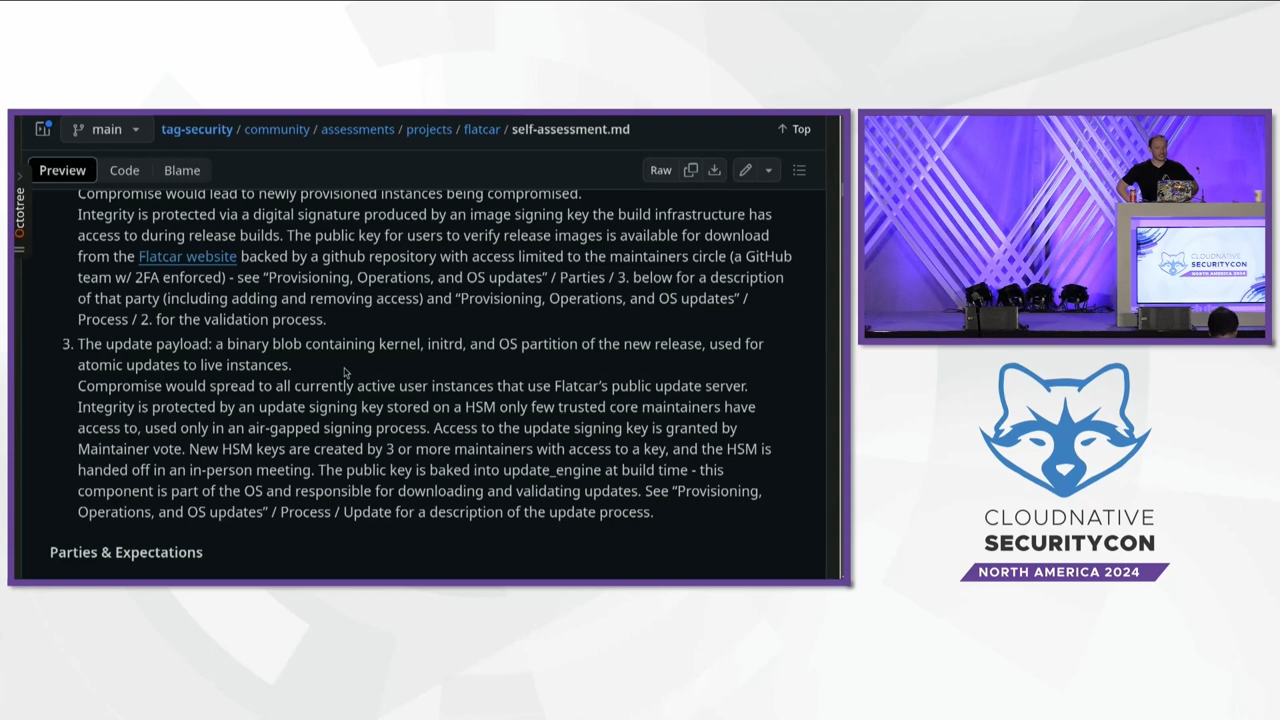 main
tag-security / community / assessments / projects / flatcar / self-assessment.md
Top
Preview
Code
Blame
Raw
Octotree
Compromise would lead to newly provisioned instances being compromised.
Integrity is protected via a digital signature produced by an image signing key the build infrastructure has
access to during release builds. The public key for users to verify release images is available for download
from the Flatcar website backed by a github repository with access limited to the maintainers circle (a GitHub
team w/ 2FA enforced) - see “Provisioning, Operations, and OS updates” / Parties / 3. below for a description
of that party (including adding and removing access) and “Provisioning, Operations, and OS updates” /
Process / 2. for the validation process.
3. The update payload: a binary blob containing kernel, initrd, and OS partition of the new release, used for
atomic updates to live instances.
Compromise would spread to all currently active user instances that use Flatcar’s public update server.
Integrity is protected by an update signing key stored on a HSM only few trusted core maintainers have
access to, used only in an air-gapped signing process. Access to the update signing key is granted by
Maintainer vote. New HSM keys are created by 3 or more maintainers with access to a key, and the HSM is
handed off in an in-person meeting. The public key is baked into update_engine at build time - this
component is part of the OS and responsible for downloading and validating updates. See “Provisioning,
Operations, and OS updates” / Process / Update for a description of the update process.
Parties & Expectations
CLOUDNATIVE
SECURITYCON
NORTH AMERICA 2024
CLOUDNATIVE
SECURITYCON
NORTH AMERICA 2024